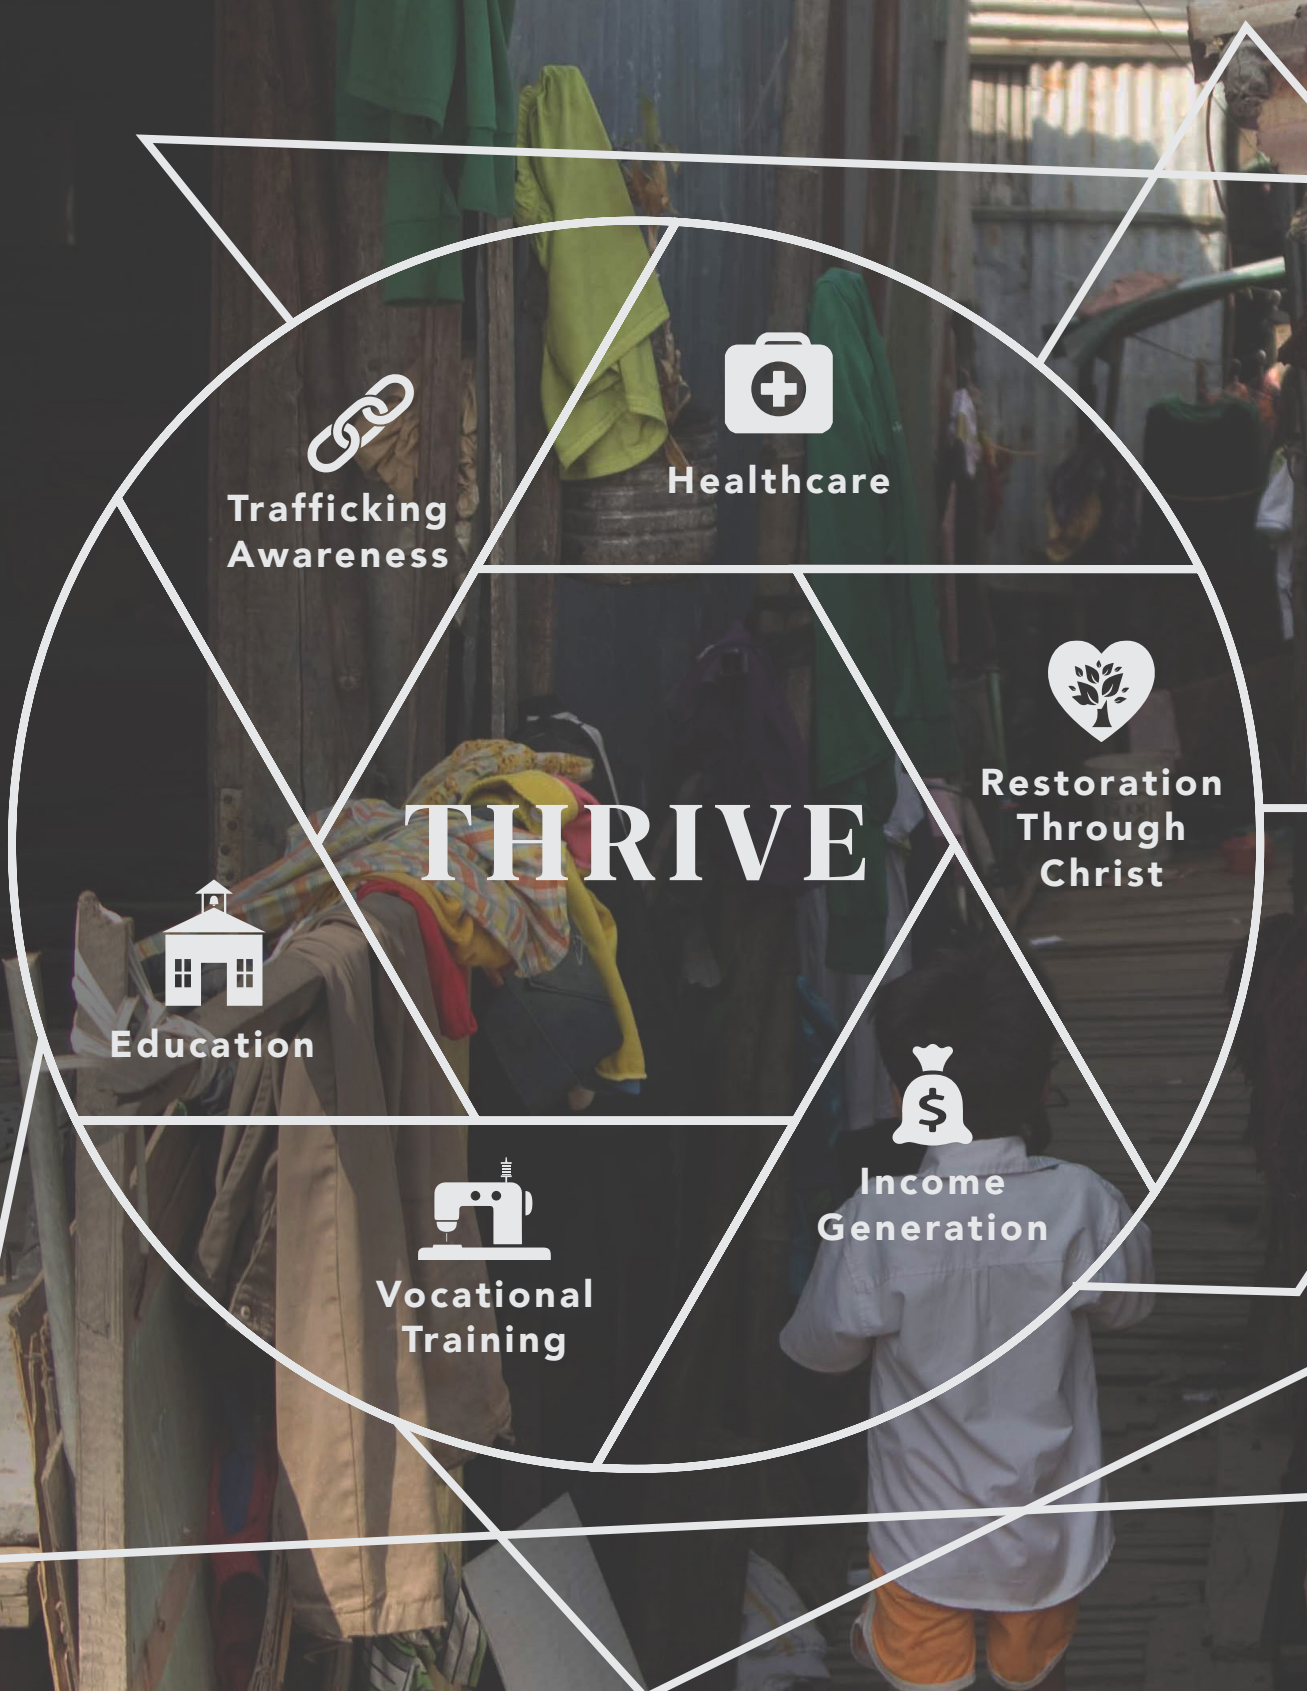 Healthcare
Trafficking
Awareness
Restoration
Through
Christ
THRIVE
Education
Income
Generation
Vocational
Training
$